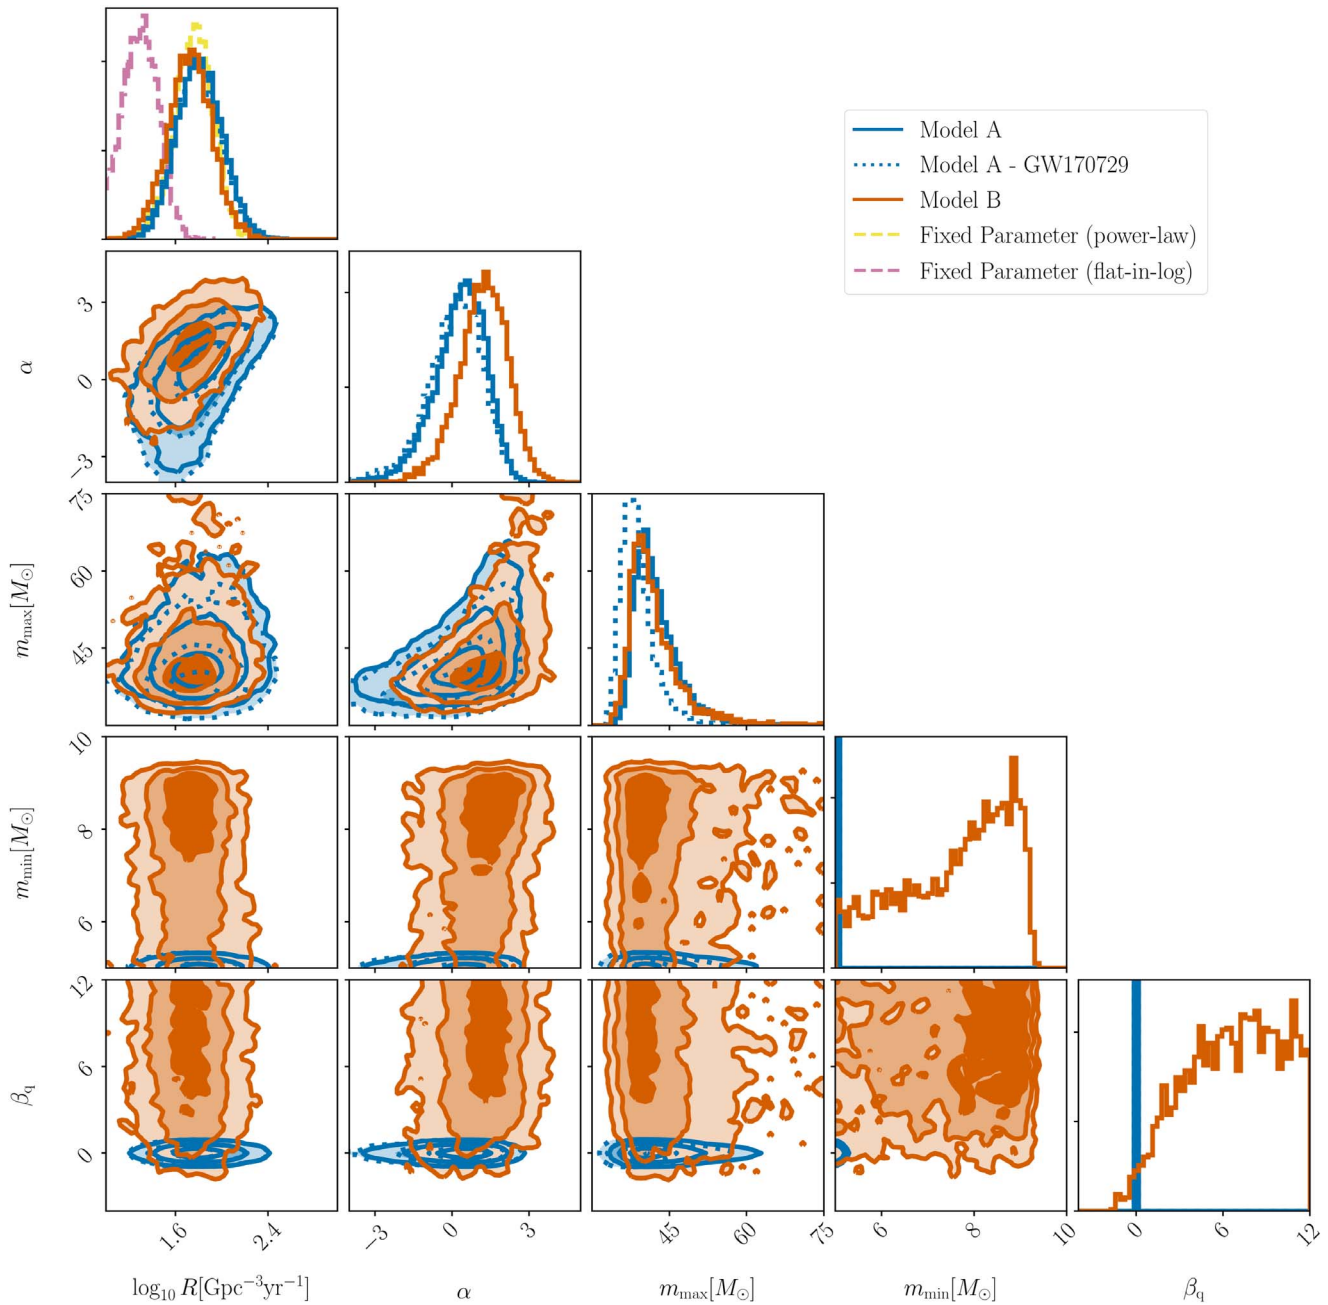 Model A
Model A - GW170729
Model B
Fixed Parameter (power-law)
Fixed Parameter (flat-in-log)
3
0
−3
α
75
60
45
m_max[M_⊙]
10
8
6
m_min[M_⊙]
12
6
0
β_q
1.6 2.4 −3 0 3 45 60 75 6 8 10 0 6 12
log₁₀ R[Gpc⁻³yr⁻¹] α m_max[M_⊙] m_min[M_⊙] β_q